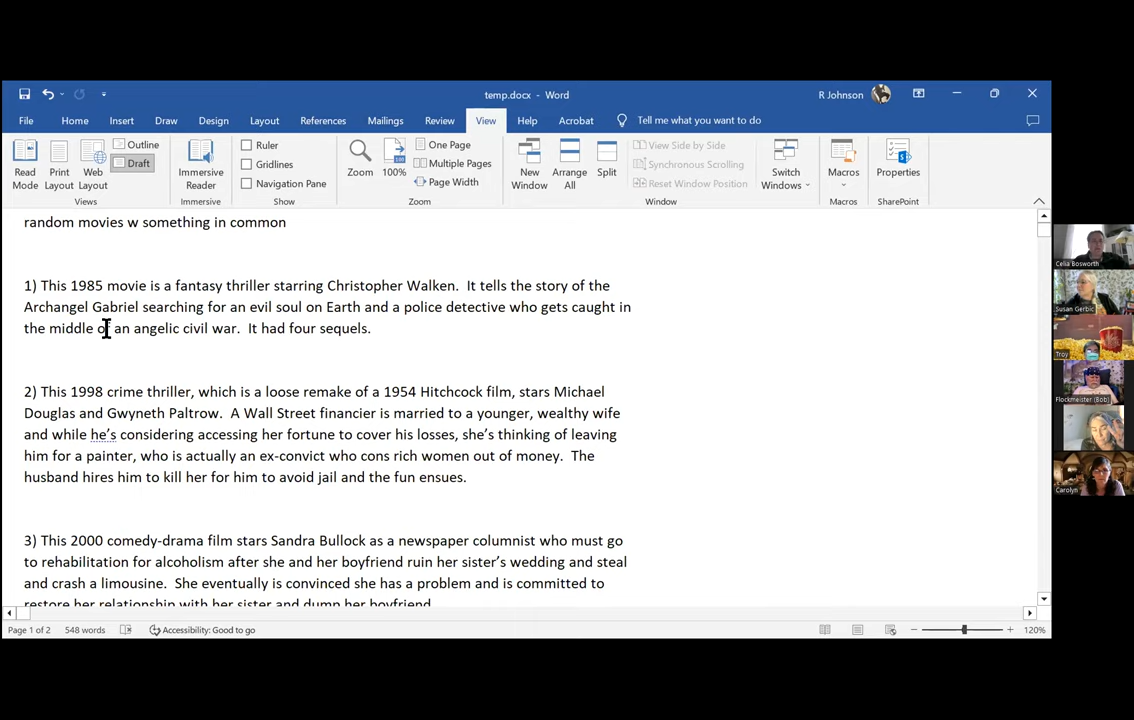 temp.docx - Word
R Johnson
File Home Insert Draw Design Layout References Mailings Review View Help Acrobat Tell me what you want to do
Read Mode
Print Layout
Web Layout
Outline
Draft
Views
Immersive Reader
Immersive
Ruler
Gridlines
Navigation Pane
Show
Zoom
100%
One Page
Multiple Pages
Page Width
Zoom
New Window
Arrange All
Split
View Side by Side
Synchronous Scrolling
Reset Window Position
Window
Switch Windows
Macros
Macros
Properties
SharePoint
random movies w something in common
1) This 1985 movie is a fantasy thriller starring Christopher Walken. It tells the story of the
Archangel Gabriel searching for an evil soul on Earth and a police detective who gets caught in
the middle of an angelic civil war. It had four sequels.
2) This 1998 crime thriller, which is a loose remake of a 1954 Hitchcock film, stars Michael
Douglas and Gwyneth Paltrow. A Wall Street financier is married to a younger, wealthy wife
and while he's considering accessing her fortune to cover his losses, she's thinking of leaving
him for a painter, who is actually an ex-convict who cons rich women out of money. The
husband hires him to kill her for him to avoid jail and the fun ensues.
3) This 2000 comedy-drama film stars Sandra Bullock as a newspaper columnist who must go
to rehabilitation for alcoholism after she and her boyfriend ruin her sister's wedding and steal
and crash a limousine. She eventually is convinced she has a problem and is committed to
restore her relationship with her sister and dump her boyfriend
Page 1 of 2 548 words Accessibility: Good to go 120%
Celia Bosworth
Susan Gerbic
Troy
Flockmeister (Bob)
Carolyn